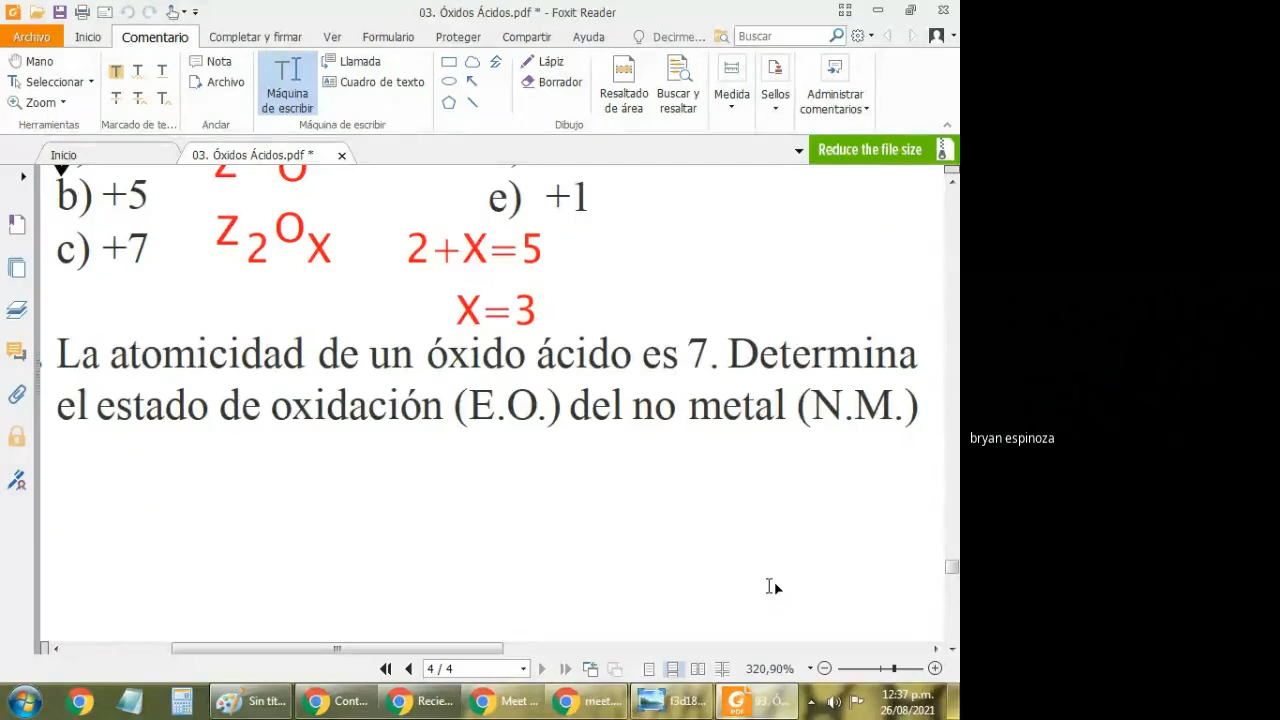 03. Óxidos Ácidos.pdf * - Foxit Reader
Archivo Inicio Comentario Completar y firmar Ver Formulario Proteger Compartir Ayuda Decirme... Buscar
Mano
Seleccionar
Zoom
Herramientas
T T T
T T T
Marcado de te...
Nota
Archivo
Anclar
Máquina
de escribir
Llamada
Cuadro de texto
Máquina de escribir
Lápiz
Borrador
Dibujo
Resaltado
de área
Buscar y
resaltar
Medida
Sellos
Administrar
comentarios
Inicio 03. Óxidos Ácidos.pdf * Reduce the file size
Z O
b) +5 e) +1
c) +7 Z2OX 2+X=5
X=3
La atomicidad de un óxido ácido es 7. Determina
el estado de oxidación (E.O.) del no metal (N.M.)
bryan espinoza
4 / 4 320,90%
Sin tít... Cont... Recie... Meet ... meet.... f3d18... 03. Ó... 12:37 p.m.
26/08/2021